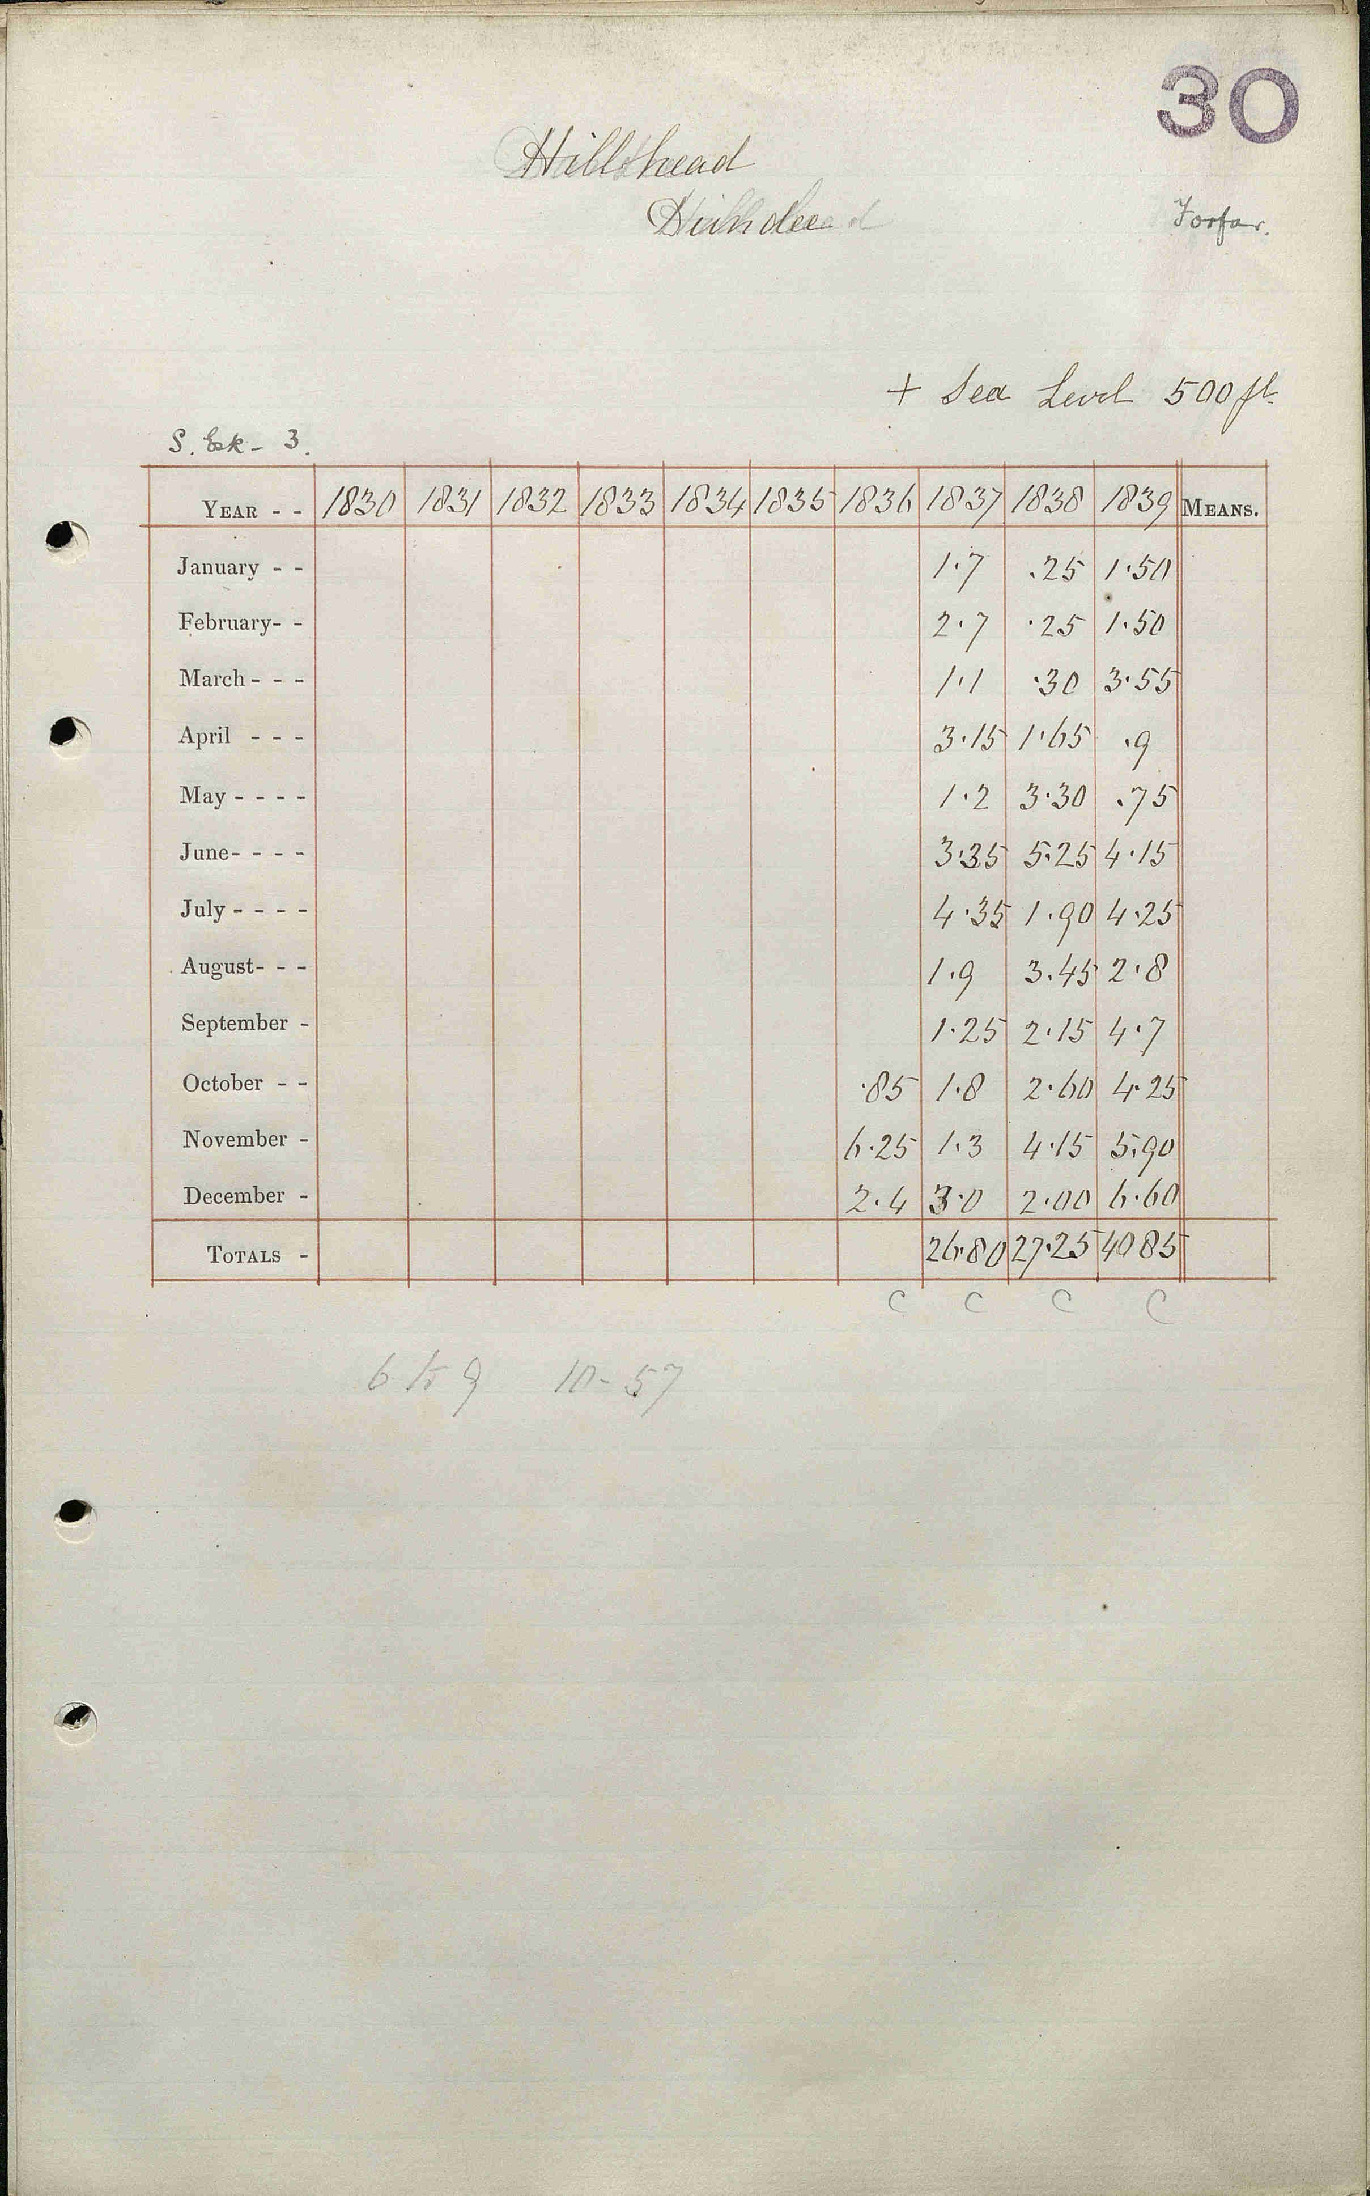 30
Hillshead
Forfar.
+ Sea Level 500 ft.
S. Esk - 3.
YEAR - - 1830 1831 1832 1833 1834 1835 1836 1837 1838 1839 MEANS.
January - - 1.7 .25 1.50
February - - 2.7 .25 1.50
March - - - 1.1 .30 3.55
April - - - 3.15 1.65 .9
May - - - - 1.2 3.30 .75
June - - - - 3.35 5.25 4.15
July - - - - 4.35 1.90 4.25
August - - - 1.9 3.45 2.8
September - 1.25 2.15 4.7
October - - .85 1.8 2.60 4.25
November - 6.25 1.3 4.15 5.90
December - 2.4 3.0 2.00 6.60
TOTALS - 26.80 27.25 40 85
C C C C
10-57